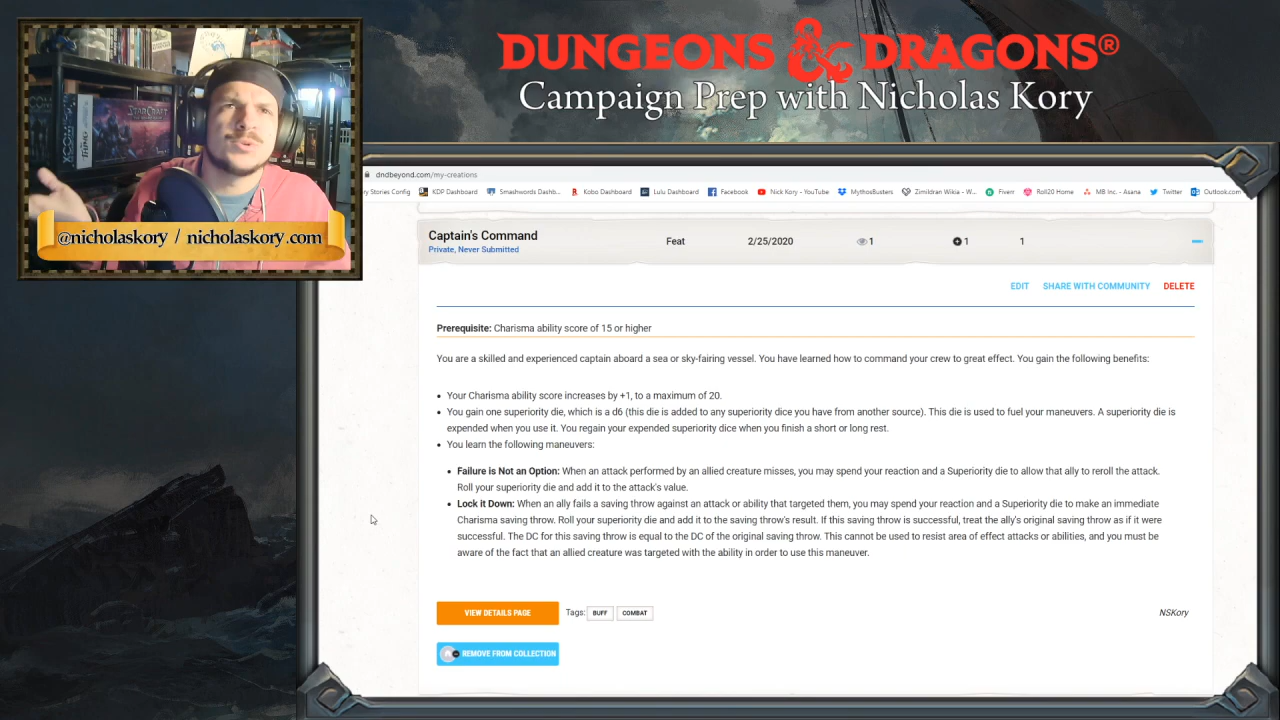 DUNGEONS & DRAGONS®
Campaign Prep with Nicholas Kory
XCOM
THE THING
STARCRAFT
@nicholaskory / nicholaskory.com
dndbeyond.com/my-creations
ry Stories Config KDP Dashboard Smashwords Dashb... Kobo Dashboard Lulu Dashboard Facebook Nick Kory - YouTube MythosBusters Zimildran Wikia - W... Fiverr Roll20 Home MB Inc. - Asana Twitter Outlook.com
Captain's Command Feat 2/25/2020 1 1 1
Private, Never Submitted
EDIT SHARE WITH COMMUNITY DELETE
Prerequisite: Charisma ability score of 15 or higher
You are a skilled and experienced captain aboard a sea or sky-fairing vessel. You have learned how to command your crew to great effect. You gain the following benefits:
• Your Charisma ability score increases by +1, to a maximum of 20.
• You gain one superiority die, which is a d6 (this die is added to any superiority dice you have from another source). This die is used to fuel your maneuvers. A superiority die is
expended when you use it. You regain your expended superiority dice when you finish a short or long rest.
• You learn the following maneuvers:
• Failure is Not an Option: When an attack performed by an allied creature misses, you may spend your reaction and a Superiority die to allow that ally to reroll the attack.
Roll your superiority die and add it to the attack's value.
• Lock it Down: When an ally fails a saving throw against an attack or ability that targeted them, you may spend your reaction and a Superiority die to make an immediate
Charisma saving throw. Roll your superiority die and add it to the saving throw's result. If this saving throw is successful, treat the ally's original saving throw as if it were
successful. The DC for this saving throw is equal to the DC of the original saving throw. This cannot be used to resist area of effect attacks or abilities, and you must be
aware of the fact that an allied creature was targeted with the ability in order to use this maneuver.
VIEW DETAILS PAGE Tags: BUFF COMBAT NSKory
REMOVE FROM COLLECTION